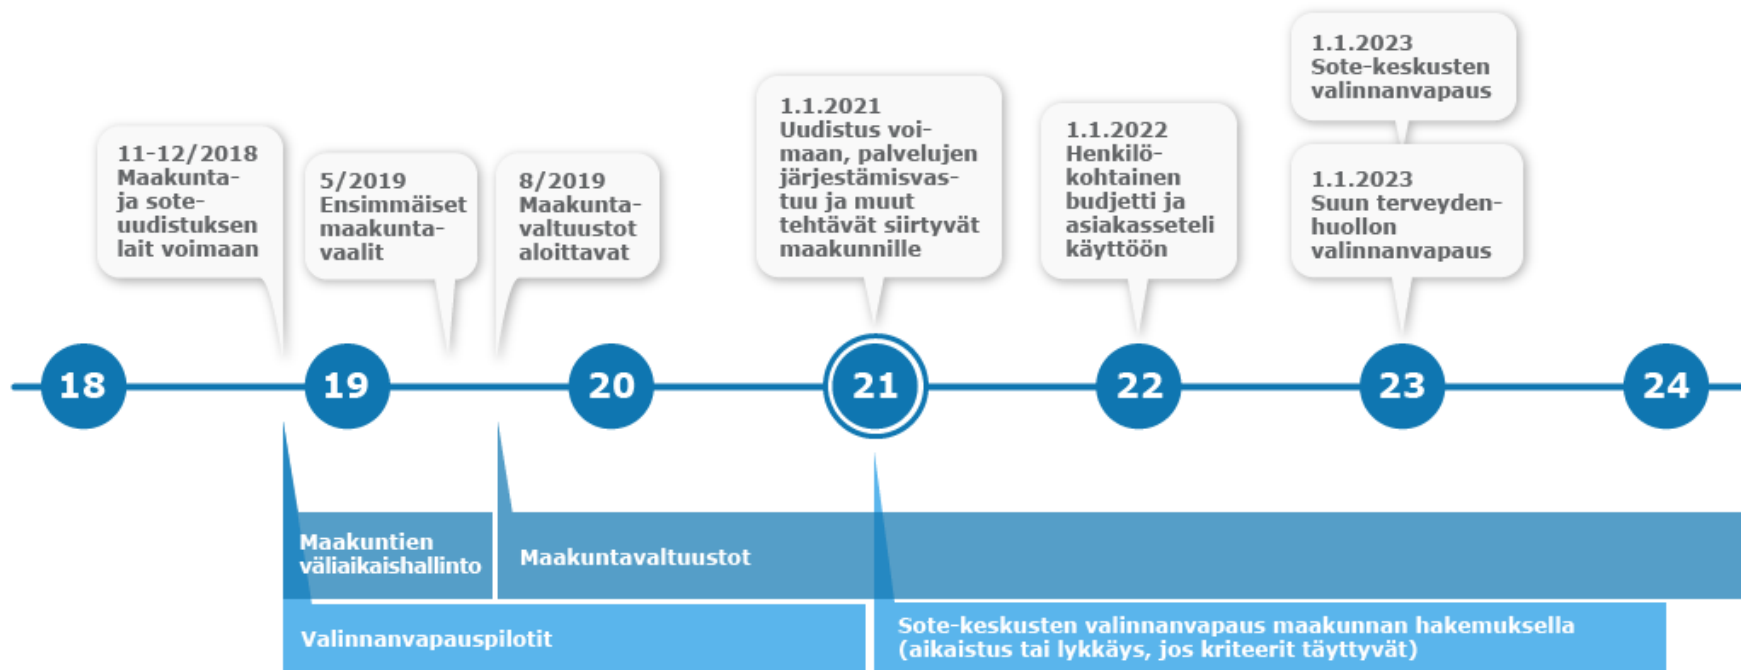 11-12/2018
Maakunta-
ja sote-
uudistuksen
lait voimaan
5/2019
Ensimmäiset
maakunta-
vaalit
8/2019
Maakunta-
valtuustot
aloittavat
1.1.2021
Uudistus voi-
maan, palvelujen
järjestämisvas-
tuu ja muut
tehtävät siirtyvät
maakunnille
1.1.2022
Henkilö-
kohtainen
budjetti ja
asiakasseteli
käyttöön
1.1.2023
Sote-keskusten
valinnanvapaus
1.1.2023
Suun terveyden-
huollon
valinnanvapaus
18
19
20
21
22
23
24
Maakuntien
väliaikaishallinto
Maakuntavaltuustot
Valinnanvapauspilotit
Sote-keskusten valinnanvapaus maakunnan hakemuksella
(aikaistus tai lykkäys, jos kriteerit täyttyvät)